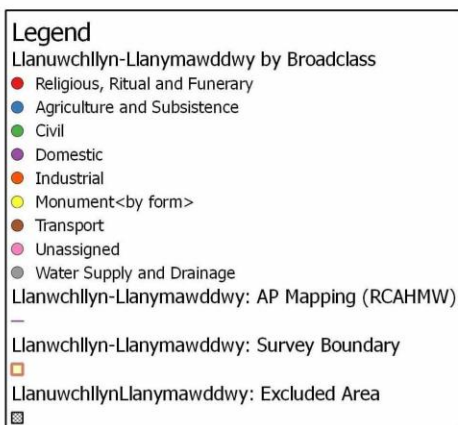 Legend
Llanuwchllyn-Llanymawddwy by Broadclass
Religious, Ritual and Funerary
Agriculture and Subsistence
Civil
Domestic
Industrial
Monument<by form>
Transport
Unassigned
Water Supply and Drainage
Llanwchllyn-Llanymawddwy: AP Mapping (RCAHMW)
Llanwchllyn-Llanymawddwy: Survey Boundary
LlanuwchllynLlanymawddwy: Excluded Area